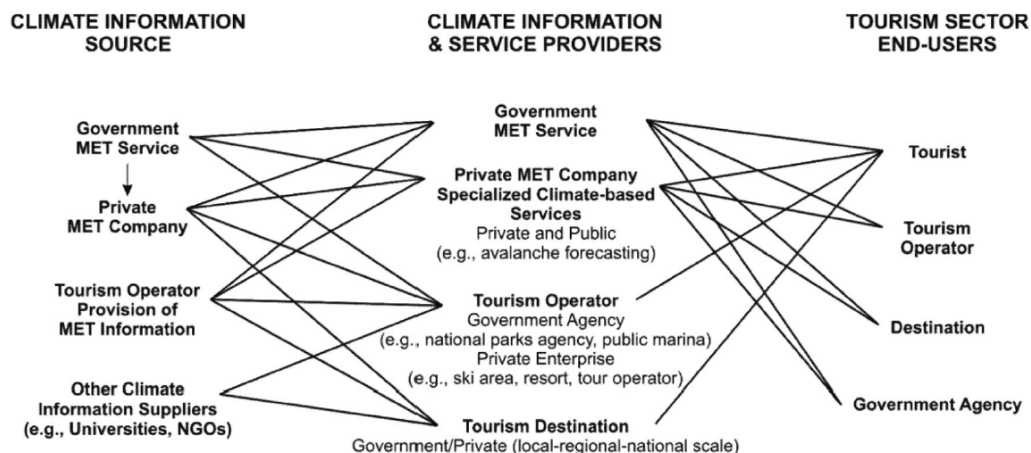 CLIMATE INFORMATION
SOURCE
CLIMATE INFORMATION
& SERVICE PROVIDERS
TOURISM SECTOR
END-USERS
Government
MET Service
Private
MET Company
Tourism Operator
Provision of
MET Information
Other Climate
Information Suppliers
(e.g., Universities, NGOs)
Government
MET Service
Private MET Company
Specialized Climate-based
Services
Private and Public
(e.g., avalanche forecasting)
Tourism Operator
Government Agency
(e.g., national parks agency, public marina)
Private Enterprise
(e.g., ski area, resort, tour operator)
Tourism Destination
Government/Private (local-regional-national scale)
Tourist
Tourism
Operator
Destination
Government Agency